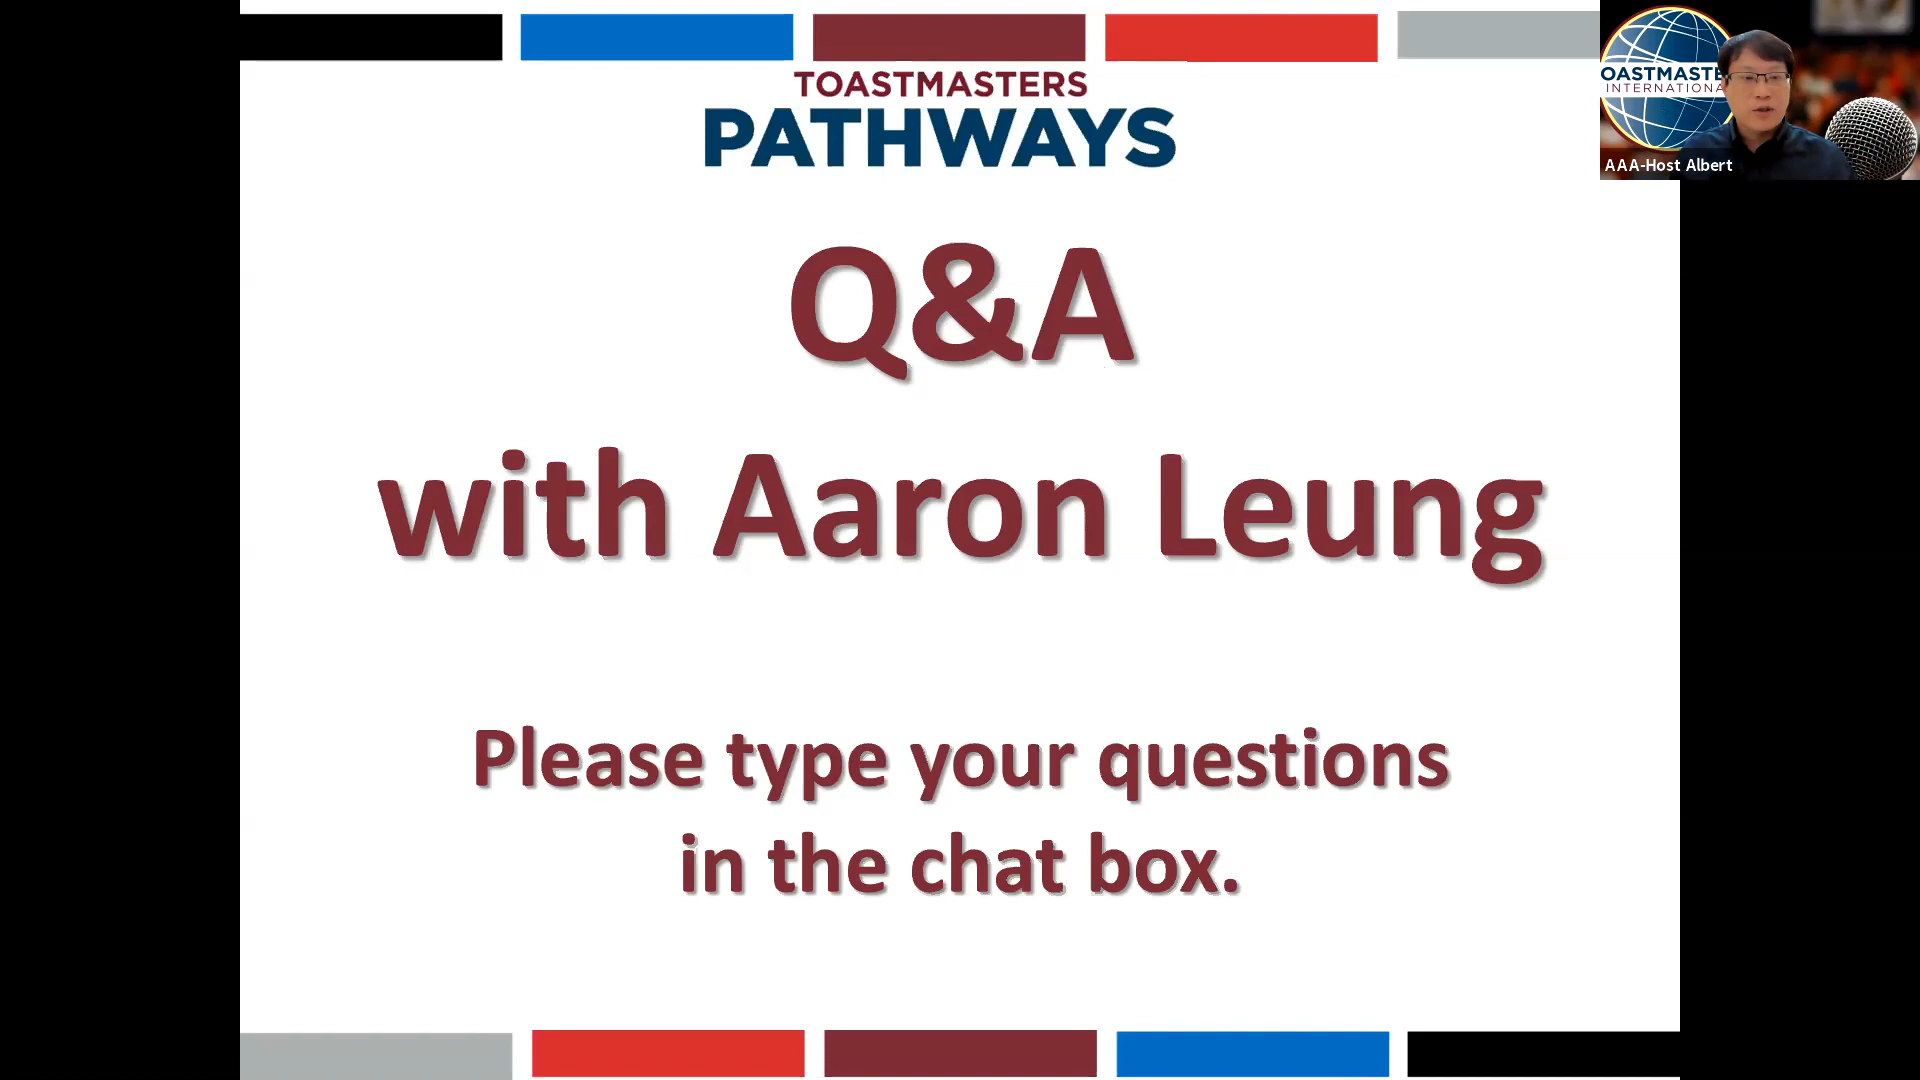 TOASTMASTERS
PATHWAYS
OASTMASTE
INTERNATIONA
AAA-Host Albert
Q&A
with Aaron Leung
Please type your questions
in the chat box.